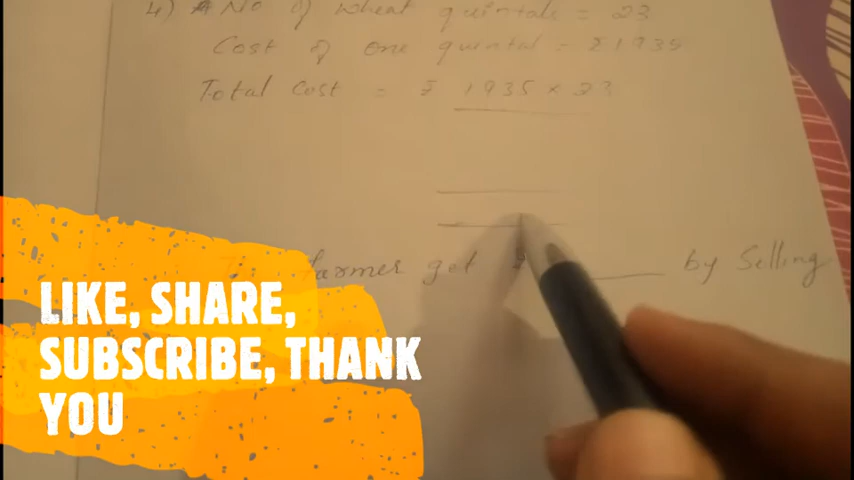 4) No of wheat quintals = 23
Cost of one quintal = ₹1935
Total Cost = ₹ 1935 × 23
farmer get ₹ ______ by Selling
LIKE, SHARE,
SUBSCRIBE, THANK
YOU